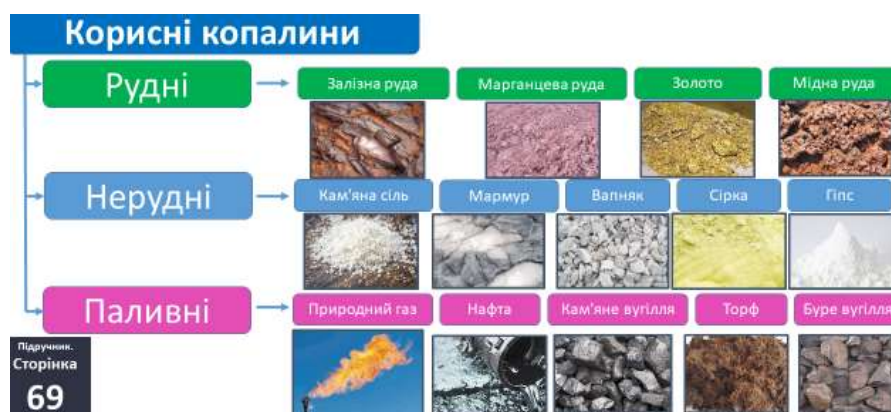 Корисні копалини
Рудні
Залізна руда
Марганцева руда
Золото
Мідна руда
Нерудні
Кам'яна сіль
Мармур
Вапняк
Сірка
Гіпс
Паливні
Природний газ
Нафта
Кам'яне вугілля
Торф
Буре вугілля
Підручник.
Сторінка
69